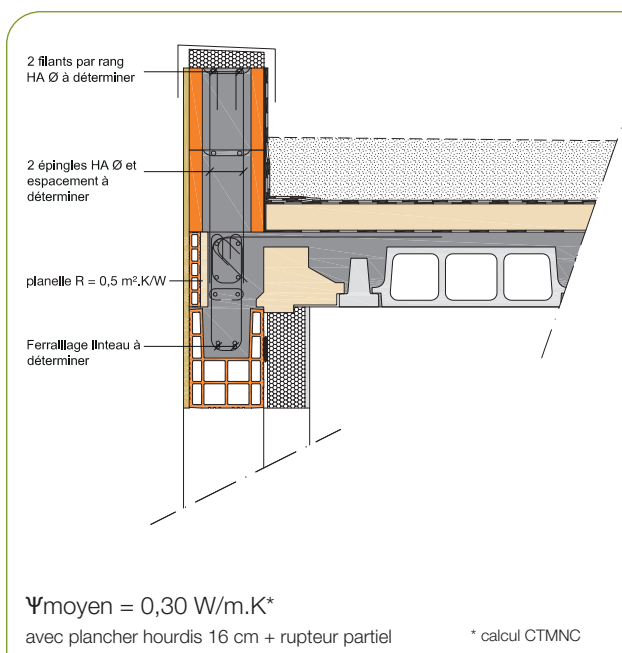 2 filants par rang
HA Ø à déterminer
2 épingles HA Ø et
espacement à
déterminer
planelle R = 0,5 m².K/W
Ferraillage linteau à
déterminer
Ψmoyen = 0,30 W/m.K*
avec plancher hourdis 16 cm + rupteur partiel
* calcul CTMNC